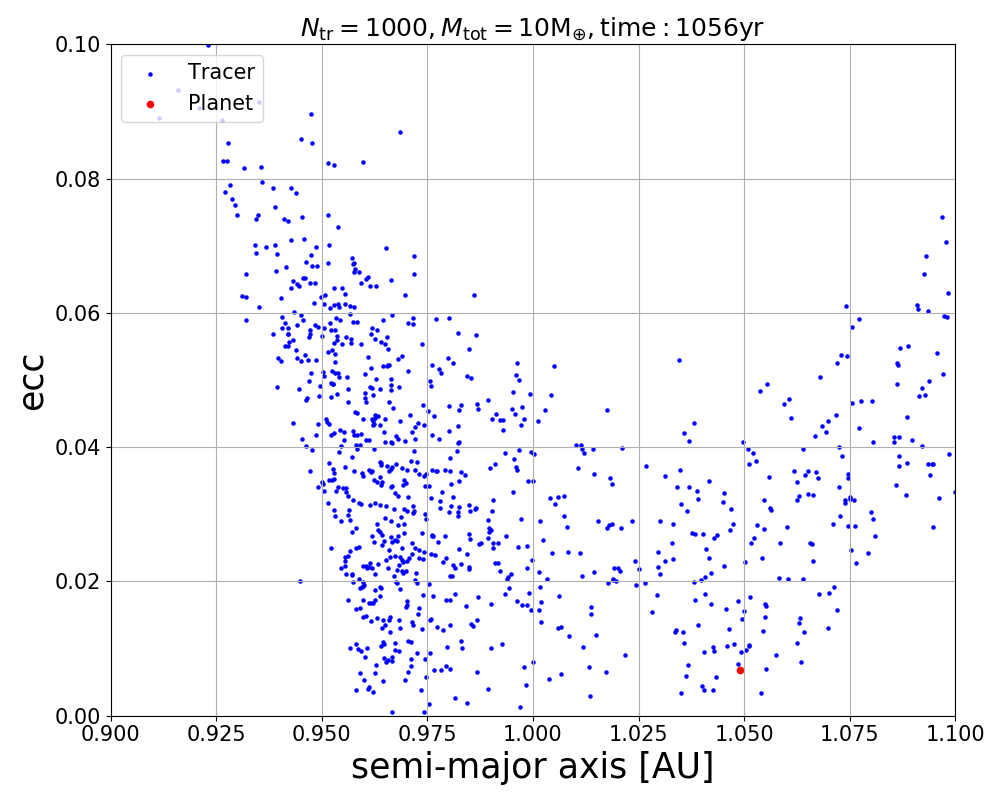 N_tr = 1000, M_tot = 10M_⊕, time : 1056yr
Tracer
Planet
ecc
0.10
0.08
0.06
0.04
0.02
0.00
0.900 0.925 0.950 0.975 1.000 1.025 1.050 1.075 1.100
semi-major axis [AU]